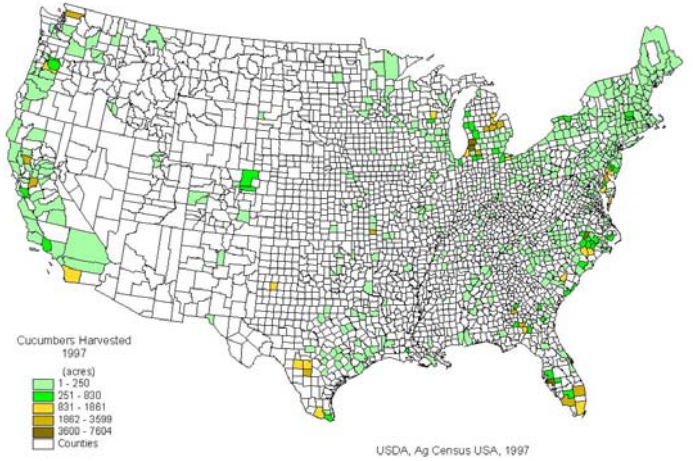 Cucumbers Harvested
1997
(acres)
1 - 250
251 - 830
831 - 1861
1862 - 3599
3600 - 7604
Counties
USDA, Ag Census USA, 1997